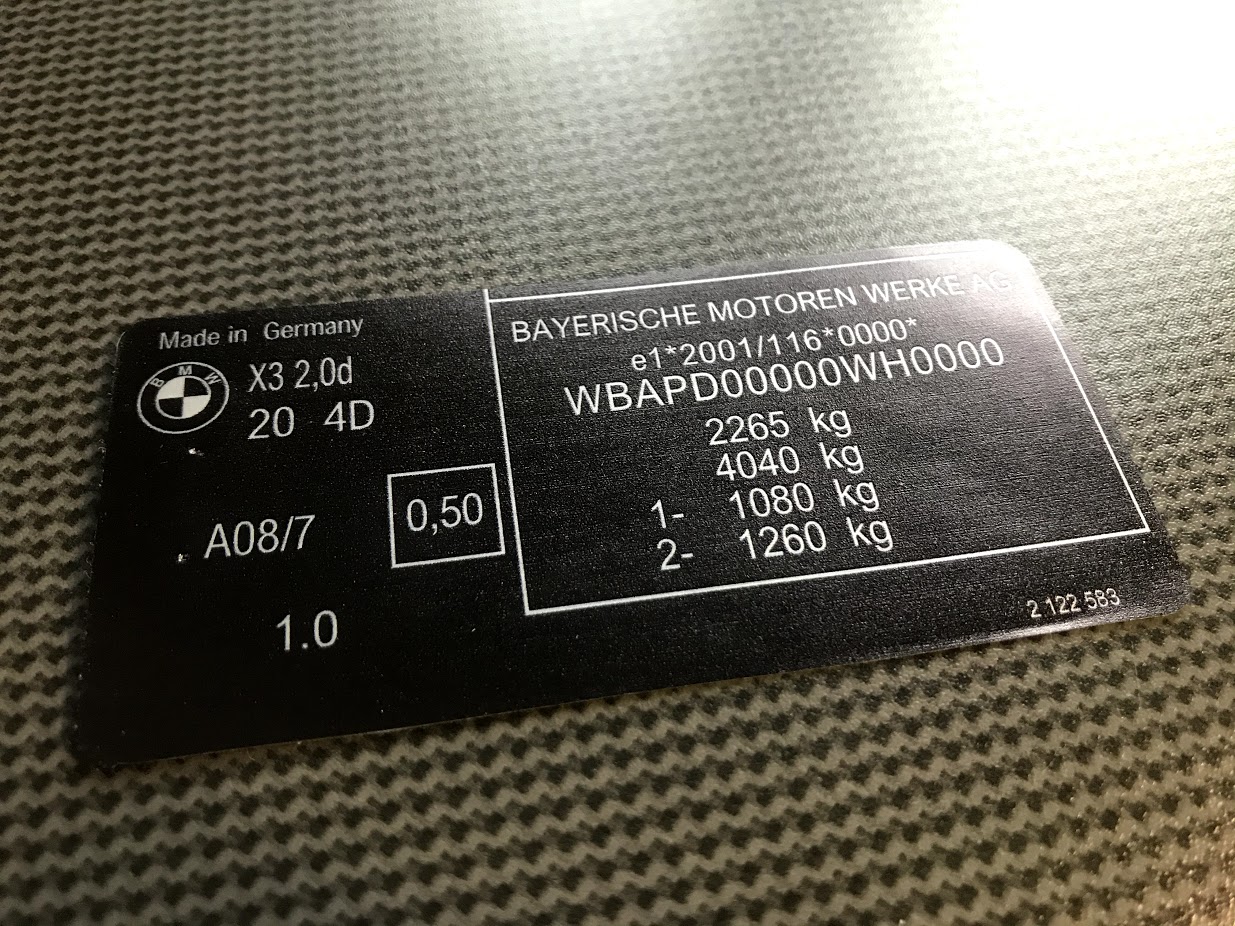 Made in Germany
BMW
X3 2,0d
20 4D
A08/7
0,50
1.0
BAYERISCHE MOTOREN WERKE AG
e1*2001/116*0000*
WBAPD00000WH0000
2265 kg
4040 kg
1- 1080 kg
2- 1260 kg
2 122 583